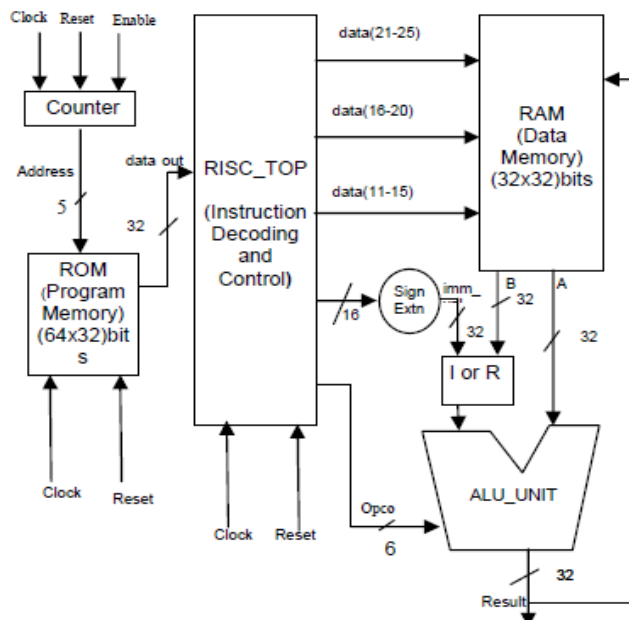 Clock Reset Enable
Counter
Address
5
ROM
(Program
Memory)
(64x32)bit
s
Clock
Reset
data out
32
RISC_TOP
(Instruction
Decoding
and
Control)
Clock
Reset
data(21-25)
data(16-20)
data(11-15)
16
Sign
Extn
imm_
32
RAM
(Data
Memory)
(32x32)bits
B
32
A
32
I or R
ALU_UNIT
Opco
6
32
Result